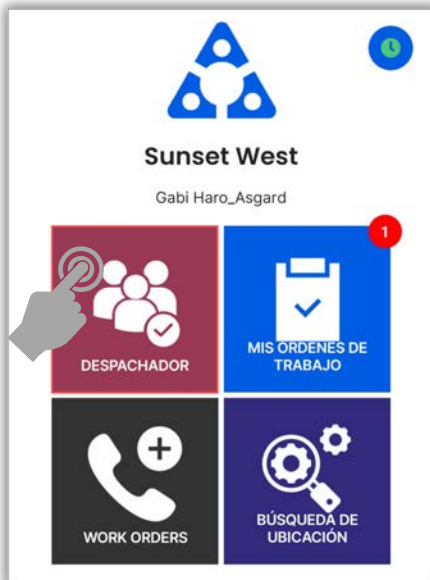 Sunset West
Gabi Haro_Asgard
1
DESPACHADOR
MIS ORDENES DE
TRABAJO
WORK ORDERS
BÚSQUEDA DE
UBICACIÓN